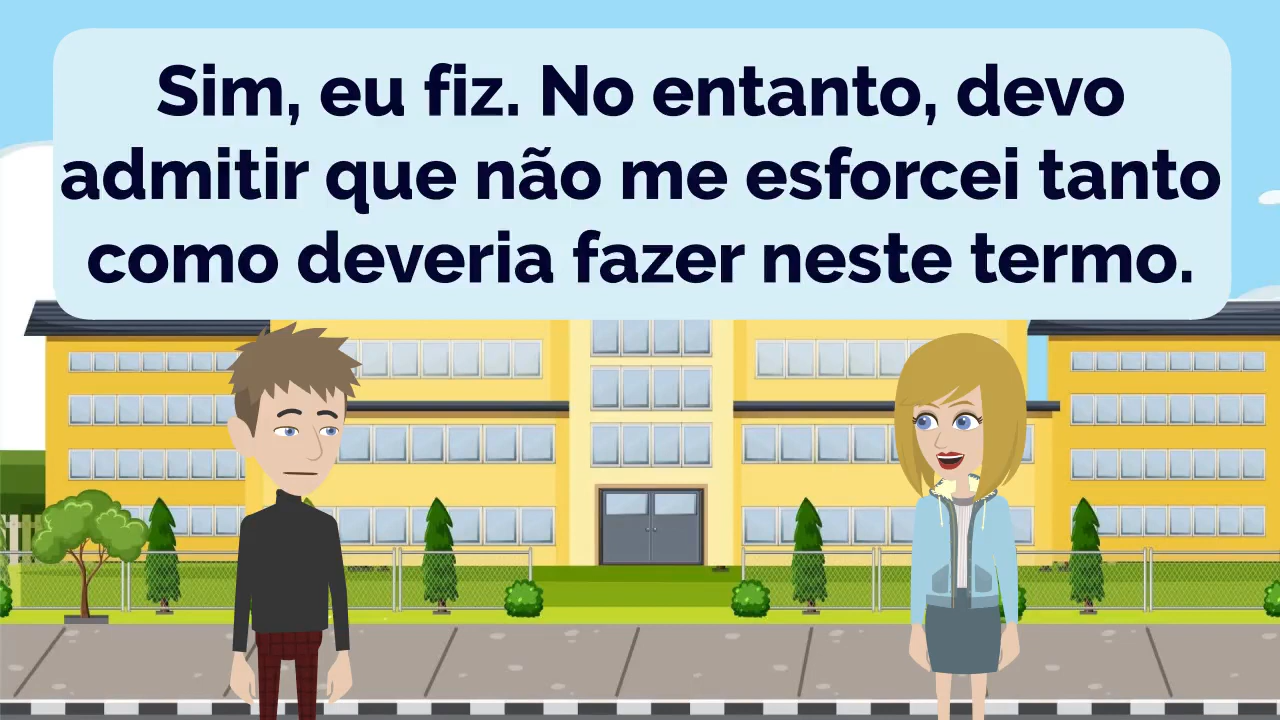 Sim, eu fiz. No entanto, devo
admitir que não me esforcei tanto
como deveria fazer neste termo.